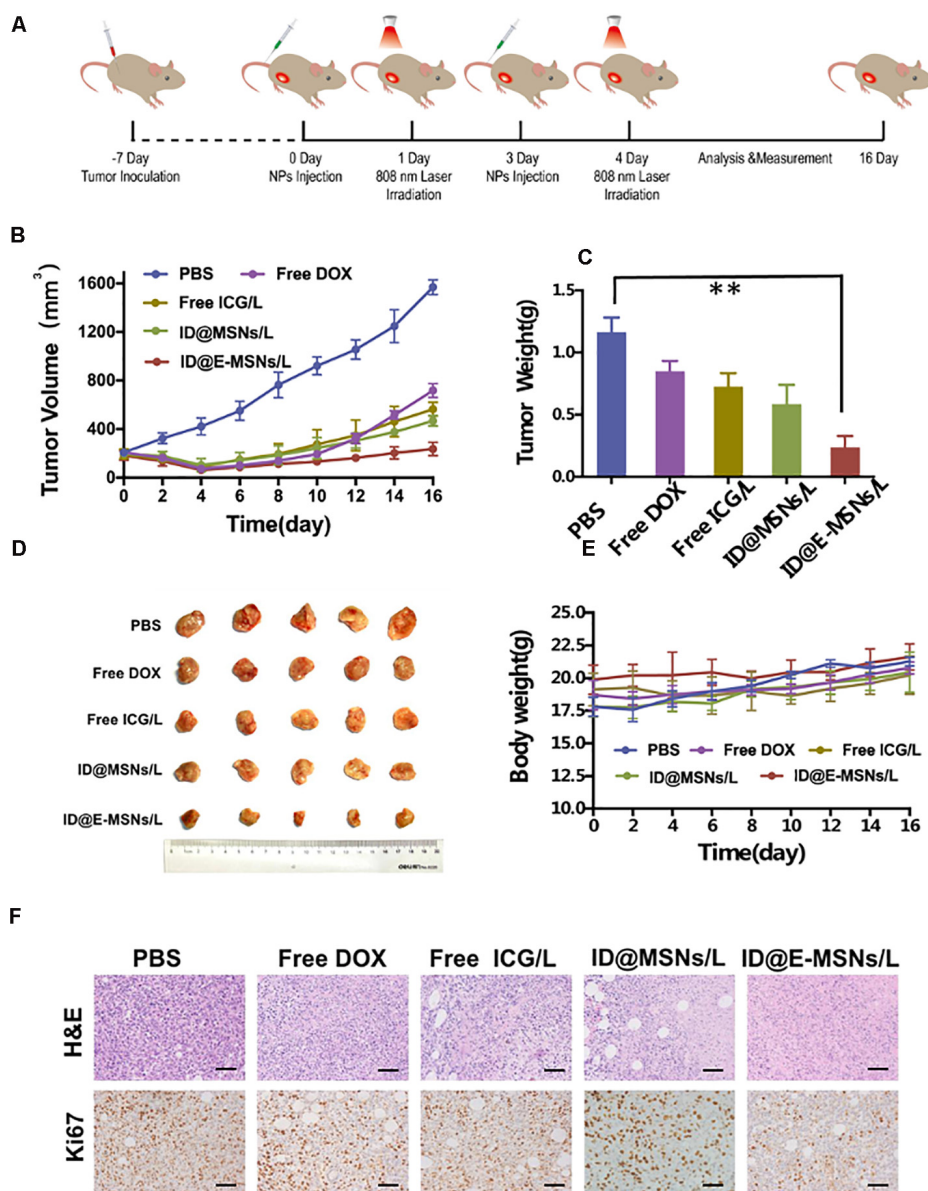 A
-7 Day
Tumor Inoculation
0 Day
NPs Injection
1 Day
808 nm Laser
Irradiation
3 Day
NPs Injection
4 Day
808 nm Laser
Irradiation
Analysis &Measurement
16 Day
B
Tumor Volume (mm³)
1600
1200
800
400
0
PBS
Free DOX
Free ICG/L
ID@MSNs/L
ID@E-MSNs/L
0 2 4 6 8 10 12 14 16
Time(day)
C
**
Tumor Weight(g)
1.5
1.0
0.5
0.0
PBS
Free DOX
Free ICG/L
ID@MSNs/L
ID@E-MSNs/L
D
PBS
Free DOX
Free ICG/L
ID@MSNs/L
ID@E-MSNs/L
E
Body weight(g)
25.0
22.5
20.0
17.5
15.0
12.5
10.0
PBS
Free DOX
Free ICG/L
ID@MSNs/L
ID@E-MSNs/L
0 2 4 6 8 10 12 14 16
Time(day)
F
PBS
Free DOX
Free ICG/L
ID@MSNs/L
ID@E-MSNs/L
H&E
Ki67